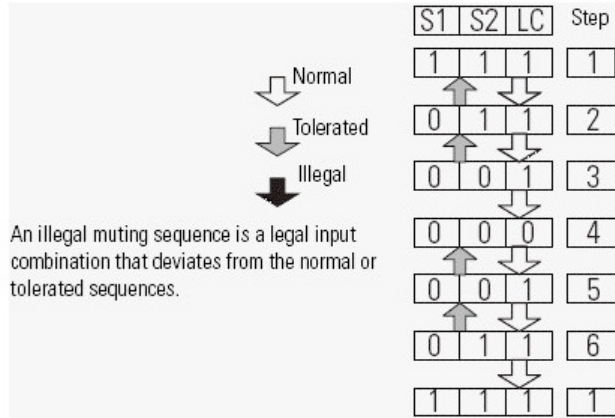 S1 S2 LC Step
1 1 1 1
Normal
0 1 1 2
Tolerated
0 0 1 3
Illegal
0 0 0 4
An illegal muting sequence is a legal input
combination that deviates from the normal or
tolerated sequences.
0 0 1 5
0 1 1 6
1 1 1 1